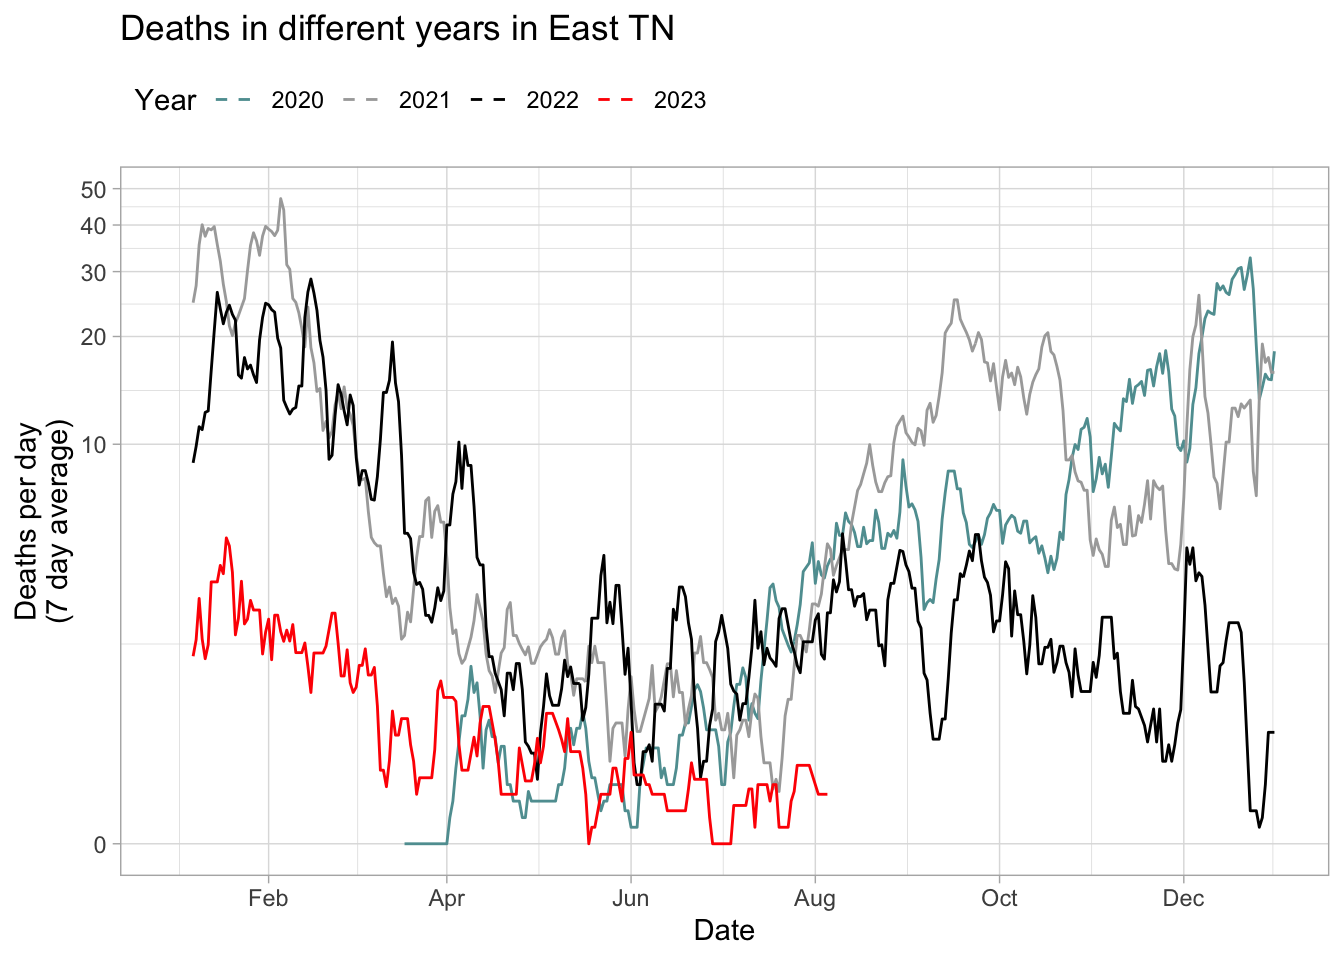 Deaths in different years in East TN
Year 2020 2021 2022 2023
50
40
30
20
10
0
Deaths per day
(7 day average)
Feb Apr Jun Aug Oct Dec
Date